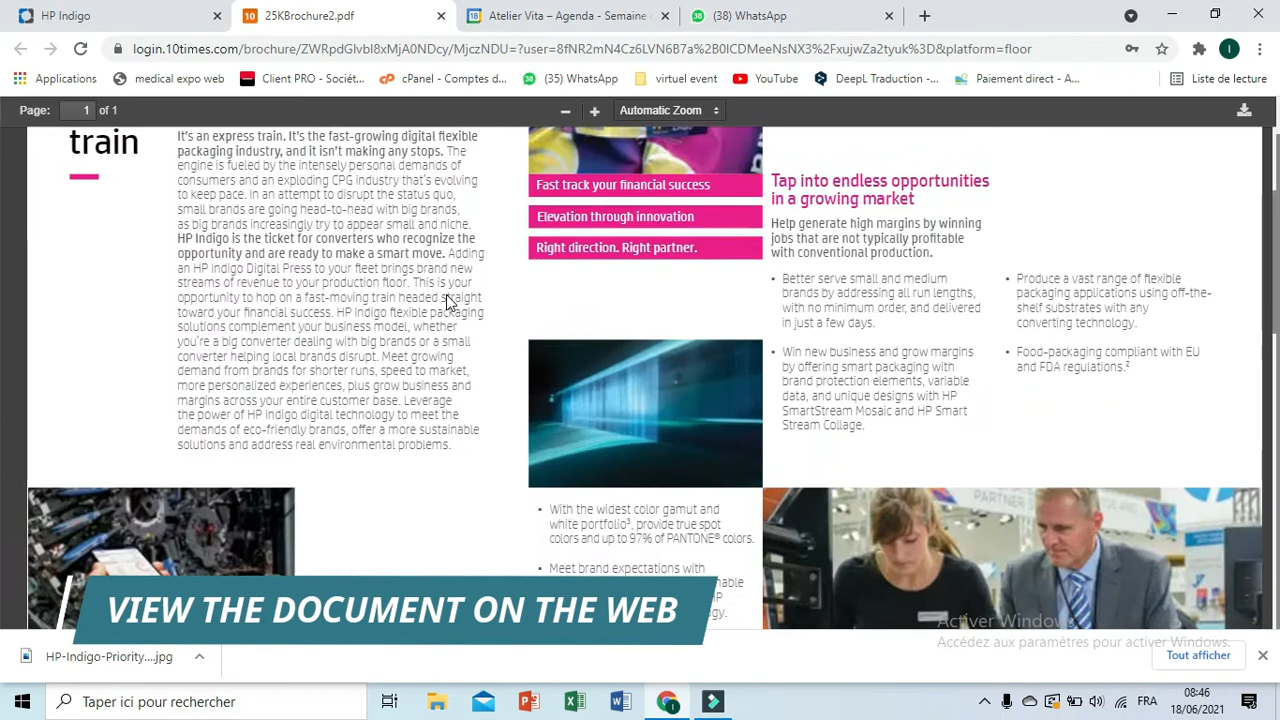 HP Indigo
25KBrochure2.pdf
Atelier Vita – Agenda - Semaine
(38) WhatsApp
login.10times.com/brochure/ZWRpdGlvbl8xMjA0NDcy/MjczNDU=?user=8fNR2mN4Cz6LVN6B7a%2B0lCDMeeNsNX3%2FxujwZa2tyuk%3D&platform=floor
Applications
medical expo web
Client PRO - Sociét...
cPanel - Comptes d...
(35) WhatsApp
virtuel event
YouTube
DeepL Traduction -...
Paiement direct - A...
Liste de lecture
Page: 1 of 1
Automatic Zoom
train
It's an express train. It's the fast-growing digital flexible
packaging industry, and it isn't making any stops. The
engine is fueled by the intensely personal demands of
consumers and an exploding CPG industry that's evolving
to keep pace. In an attempt to disrupt the status quo,
small brands are going head-to-head with big brands,
as big brands increasingly try to appear small and niche.
HP Indigo is the ticket for converters who recognize the
opportunity and are ready to make a smart move. Adding
an HP Indigo Digital Press to your fleet brings brand new
streams of revenue to your production floor. This is your
opportunity to hop on a fast-moving train headed straight
toward your financial success. HP Indigo flexible packaging
solutions complement your business model, whether
you're a big converter dealing with big brands or a small
converter helping local brands disrupt. Meet growing
demand from brands for shorter runs, speed to market,
more personalized experiences, plus grow business and
margins across your entire customer base. Leverage
the power of HP Indigo digital technology to meet the
demands of eco-friendly brands, offer a more sustainable
solutions and address real environmental problems.
Fast track your financial success
Elevation through innovation
Right direction. Right partner.
• With the widest color gamut and
white portfolio³, provide true spot
colors and up to 97% of PANTONE® colors.
• Meet brand expectations with
Tap into endless opportunities
in a growing market
Help generate high margins by winning
jobs that are not typically profitable
with conventional production.
• Better serve small and medium
brands by addressing all run lengths,
with no minimum order, and delivered
in just a few days.
• Win new business and grow margins
by offering smart packaging with
brand protection elements, variable
data, and unique designs with HP
SmartStream Mosaic and HP Smart
Stream Collage.
• Produce a vast range of flexible
packaging applications using off-the-
shelf substrates with any
converting technology.
• Food-packaging compliant with EU
and FDA regulations.²
VIEW THE DOCUMENT ON THE WEB
Activer Windows
Accédez aux paramètres pour activer Windows.
HP-Indigo-Priority....jpg
Tout afficher
Taper ici pour rechercher
FRA
08:46
18/06/2021